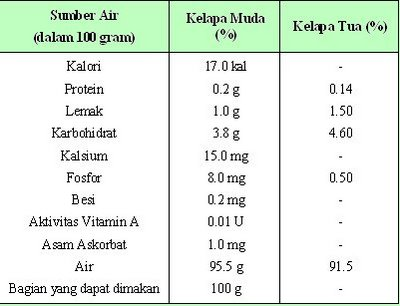 Sumber Air
(dalam 100 gram)
Kelapa Muda
(%)
Kelapa Tua (%)
Kalori 17.0 kal -
Protein 0.2 g 0.14
Lemak 1.0 g 1.50
Karbohidrat 3.8 g 4.60
Kalsium 15.0 mg -
Fosfor 8.0 mg 0.50
Besi 0.2 mg -
Aktivitas Vitamin A 0.01 U -
Asam Askorbat 1.0 mg -
Air 95.5 g 91.5
Bagian yang dapat dimakan 100 g -